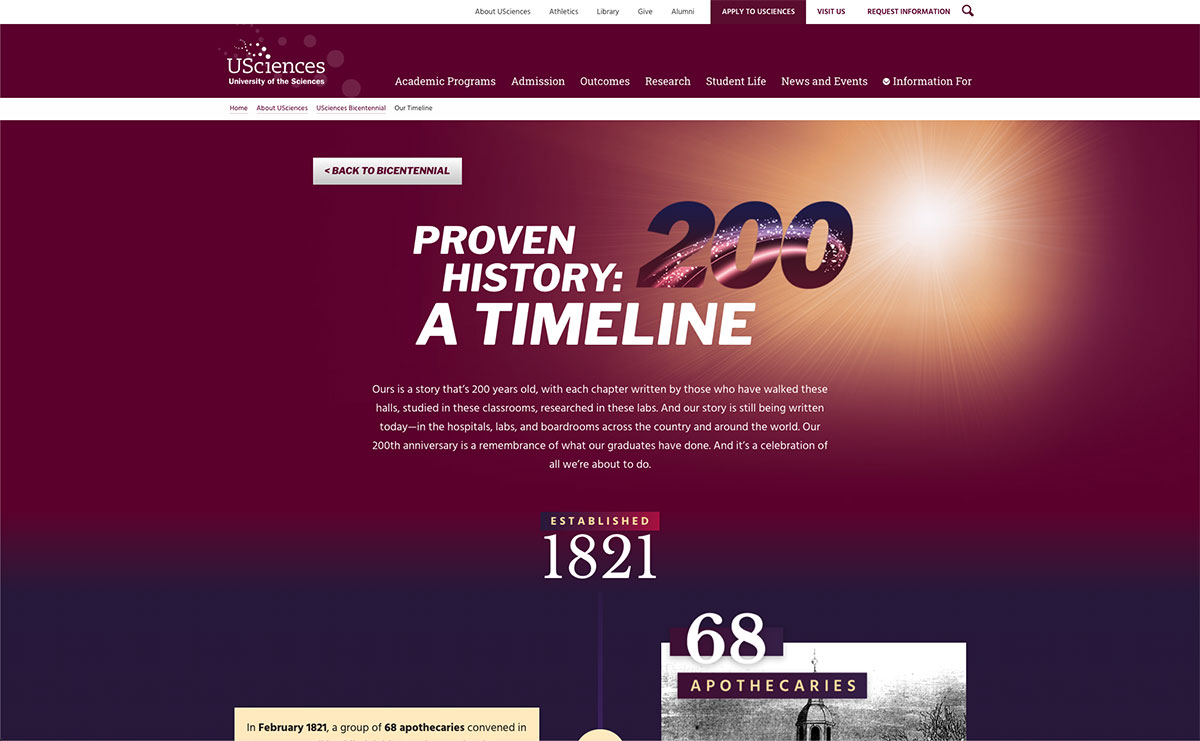 About USciences Athletics Library Give Alumni APPLY TO USCIENCES VISIT US REQUEST INFORMATION
USciences
University of the Sciences
Academic Programs Admission Outcomes Research Student Life News and Events Information For
Home About USciences USciences Bicentennial Our Timeline
< BACK TO BICENTENNIAL
PROVEN
HISTORY:
200
A TIMELINE
Ours is a story that’s 200 years old, with each chapter written by those who have walked these
halls, studied in these classrooms, researched in these labs. And our story is still being written
today—in the hospitals, labs, and boardrooms across the country and around the world. Our
200th anniversary is a remembrance of what our graduates have done. And it’s a celebration of
all we’re about to do.
ESTABLISHED
1821
68
APOTHECARIES
In February 1821, a group of 68 apothecaries convened in